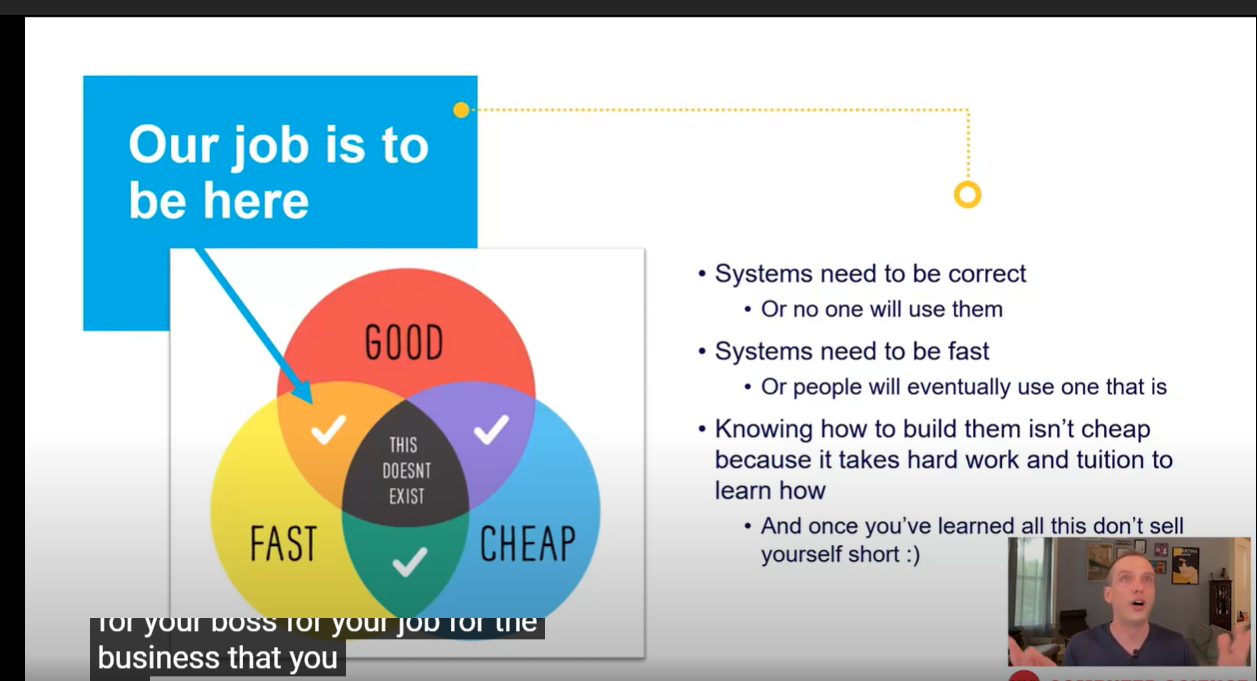 Our job is to
be here
GOOD
FAST
CHEAP
THIS
DOESNT
EXIST
• Systems need to be correct
• Or no one will use them
• Systems need to be fast
• Or people will eventually use one that is
• Knowing how to build them isn’t cheap
because it takes hard work and tuition to
learn how
• And once you’ve learned all this don’t sell
yourself short :)
for your boss for your job for the
business that you